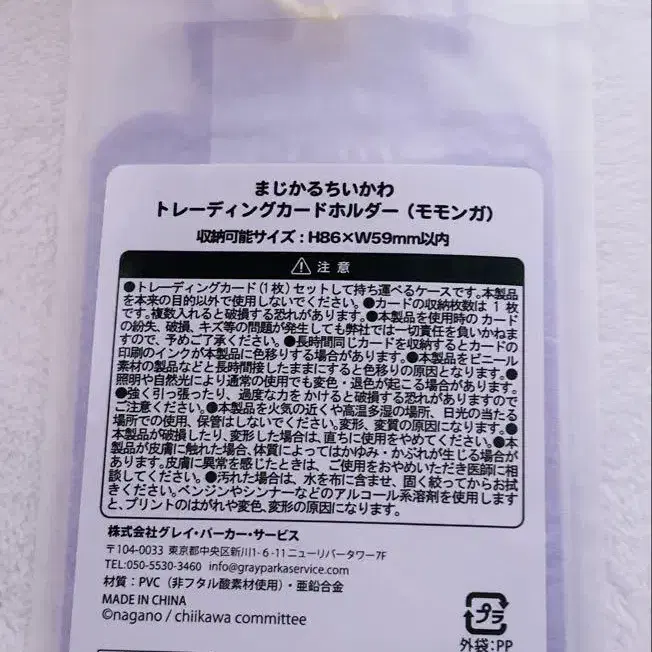 まじかるちいかわ
トレーディングカードホルダー（モモンガ）
収納可能サイズ：H86×W59mm以内
注意
●トレーディングカード（1枚）セットして持ち運べるケースです。本製品
を本来の目的以外で使用しないでください。●カードの収納枚数は 1 枚
です。複数入れると破損する恐れがあります。●本製品を使用時の カード
の紛失、破損、キズ等の問題が発生しても弊社では一切責任を負いかねま
すので、予めご了承ください。●長時間同じカードを収納するとカードの
印刷のインクが本製品に色移りする場合があります。●本製品をビニール
素材の製品などと長時間接したままにすると色移りの原因となります。●
照明や自然光により通常の使用でも変色・退色が起こる場合があります。
●強く引っ張ったり、過度な力を かけると破損する恐れがありますので
ご注意ください。●本製品を火気の近くや高温多湿の場所、日光の当たる
場所での使用、保管はしないでください。変形、変質の原因になります。●
本製品が破損したり、変形した場合は、直ちに使用をやめてください。●本
製品が皮膚に触れた場合、体質によってはかゆみ・かぶれが生じる場合が
あります。皮膚に異常を感じたときは、ご使用をおやめいただき医師に相
談してください。●汚れた場合は、水を布に含ませ、固く絞ってからお拭
きください。ベンジンやシンナーなどのアルコール系溶剤を使用します
と、プリントのはがれや変色、変形の原因になります。
株式会社グレイ・パーカー・サービス
〒104-0033 東京都中央区新川1-6-11ニューリバータワー7F
TEL:050-5530-3460 info@grayparkaservice.com
材質：PVC（非フタル酸素材使用）・亜鉛合金
MADE IN CHINA
©nagano / chiikawa committee
プラ
外袋：PP